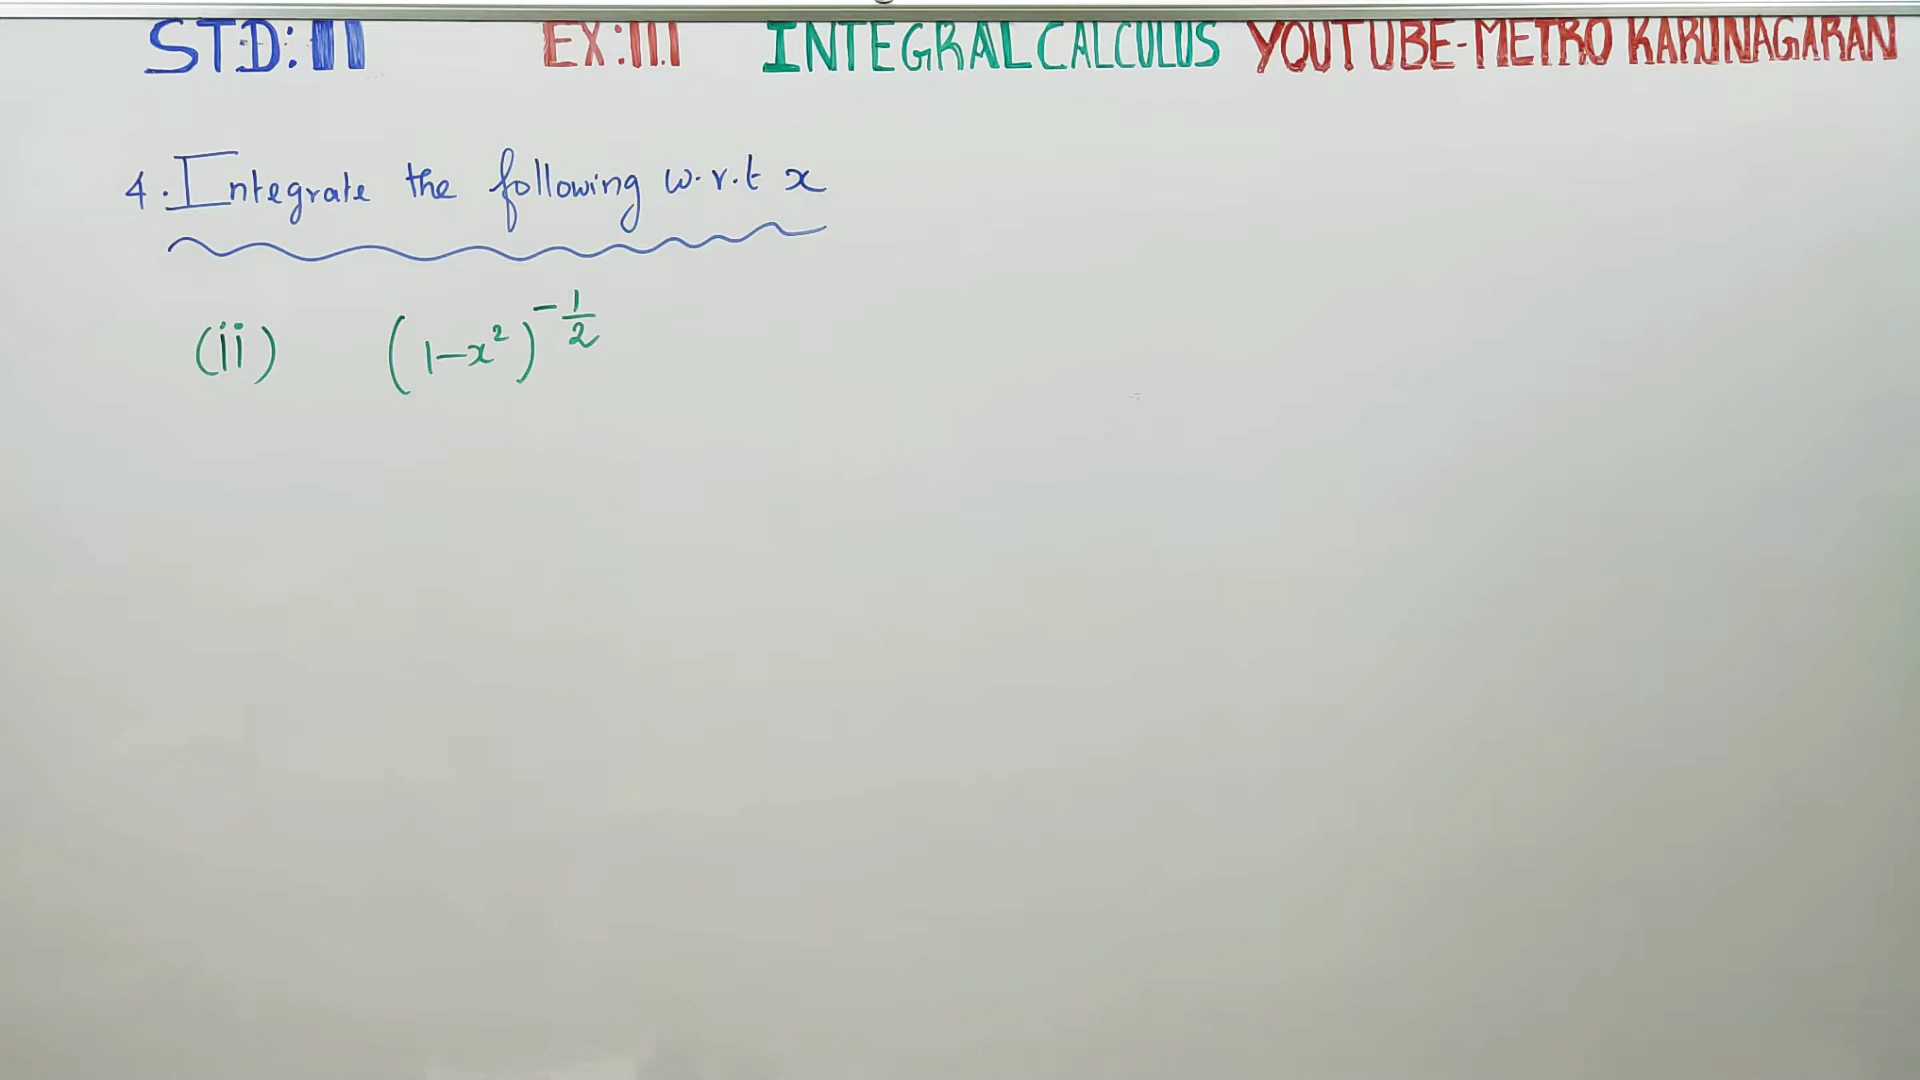 STD: 11 EX: 11.1 INTEGRAL CALCULUS YOUTUBE-METRO KARUNAGARAN
4. Integrate the following w.r.t x
(ii) (1-x²)^{-1/2}